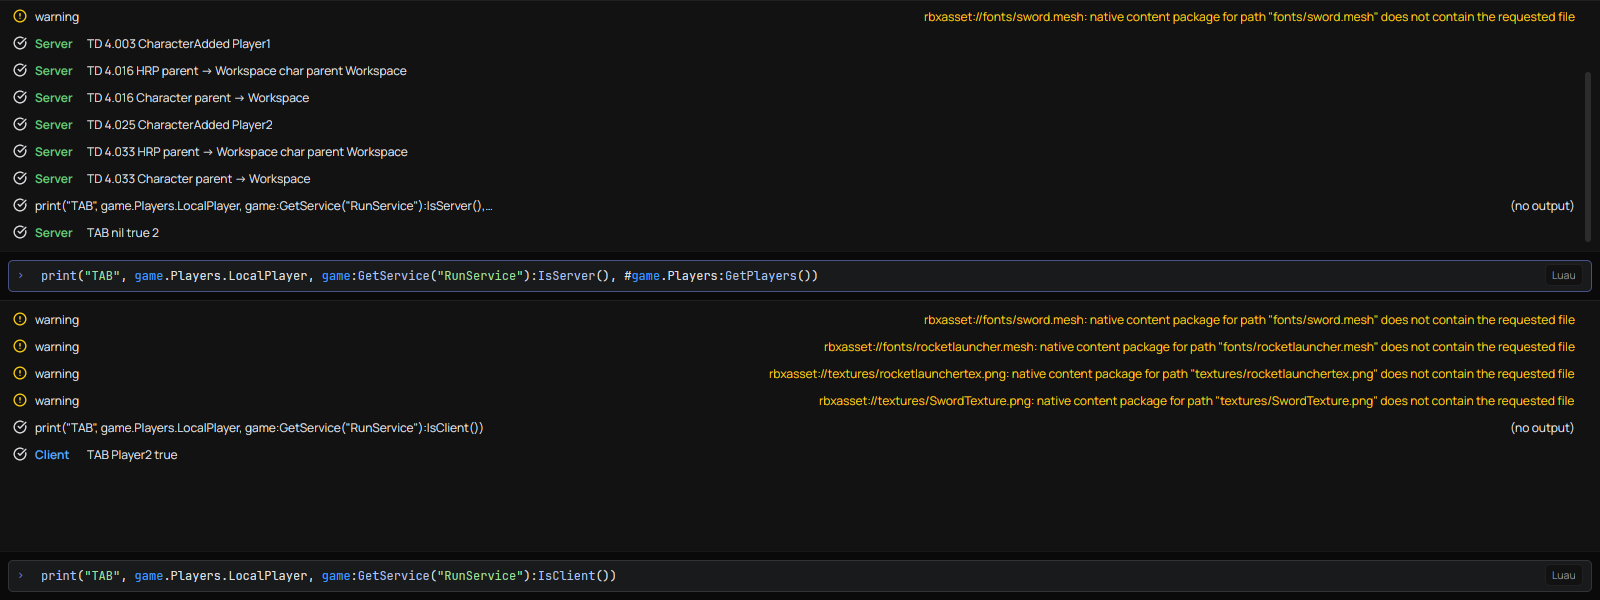 warning rbxasset://fonts/sword.mesh: native content package for path "fonts/sword.mesh" does not contain the requested file
Server TD 4.003 CharacterAdded Player1
Server TD 4.016 HRP parent → Workspace char parent Workspace
Server TD 4.016 Character parent → Workspace
Server TD 4.025 CharacterAdded Player2
Server TD 4.033 HRP parent → Workspace char parent Workspace
Server TD 4.033 Character parent → Workspace
print("TAB", game.Players.LocalPlayer, game:GetService("RunService"):IsServer(),... (no output)
Server TAB nil true 2
› print("TAB", game.Players.LocalPlayer, game:GetService("RunService"):IsServer(), #game.Players:GetPlayers()) Luau
warning rbxasset://fonts/sword.mesh: native content package for path "fonts/sword.mesh" does not contain the requested file
warning rbxasset://fonts/rocketlauncher.mesh: native content package for path "fonts/rocketlauncher.mesh" does not contain the requested file
warning rbxasset://textures/rocketlaunchertex.png: native content package for path "textures/rocketlaunchertex.png" does not contain the requested file
warning rbxasset://textures/SwordTexture.png: native content package for path "textures/SwordTexture.png" does not contain the requested file
print("TAB", game.Players.LocalPlayer, game:GetService("RunService"):IsClient()) (no output)
Client TAB Player2 true
› print("TAB", game.Players.LocalPlayer, game:GetService("RunService"):IsClient()) Luau